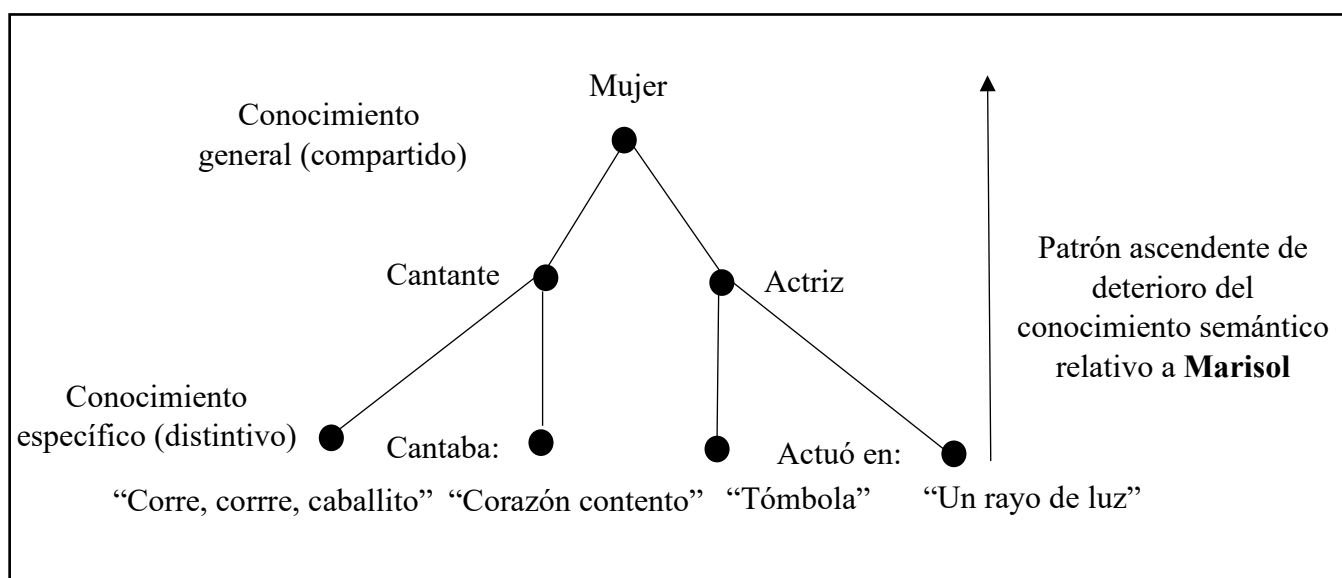 Mujer
Conocimiento
general (compartido)
Cantante
Actriz
Patrón ascendente de
deterioro del
conocimiento semántico
relativo a Marisol
Conocimiento
específico (distintivo)
Cantaba:
Actuó en:
“Corre, corrre, caballito” “Corazón contento” “Tómbola” “Un rayo de luz”